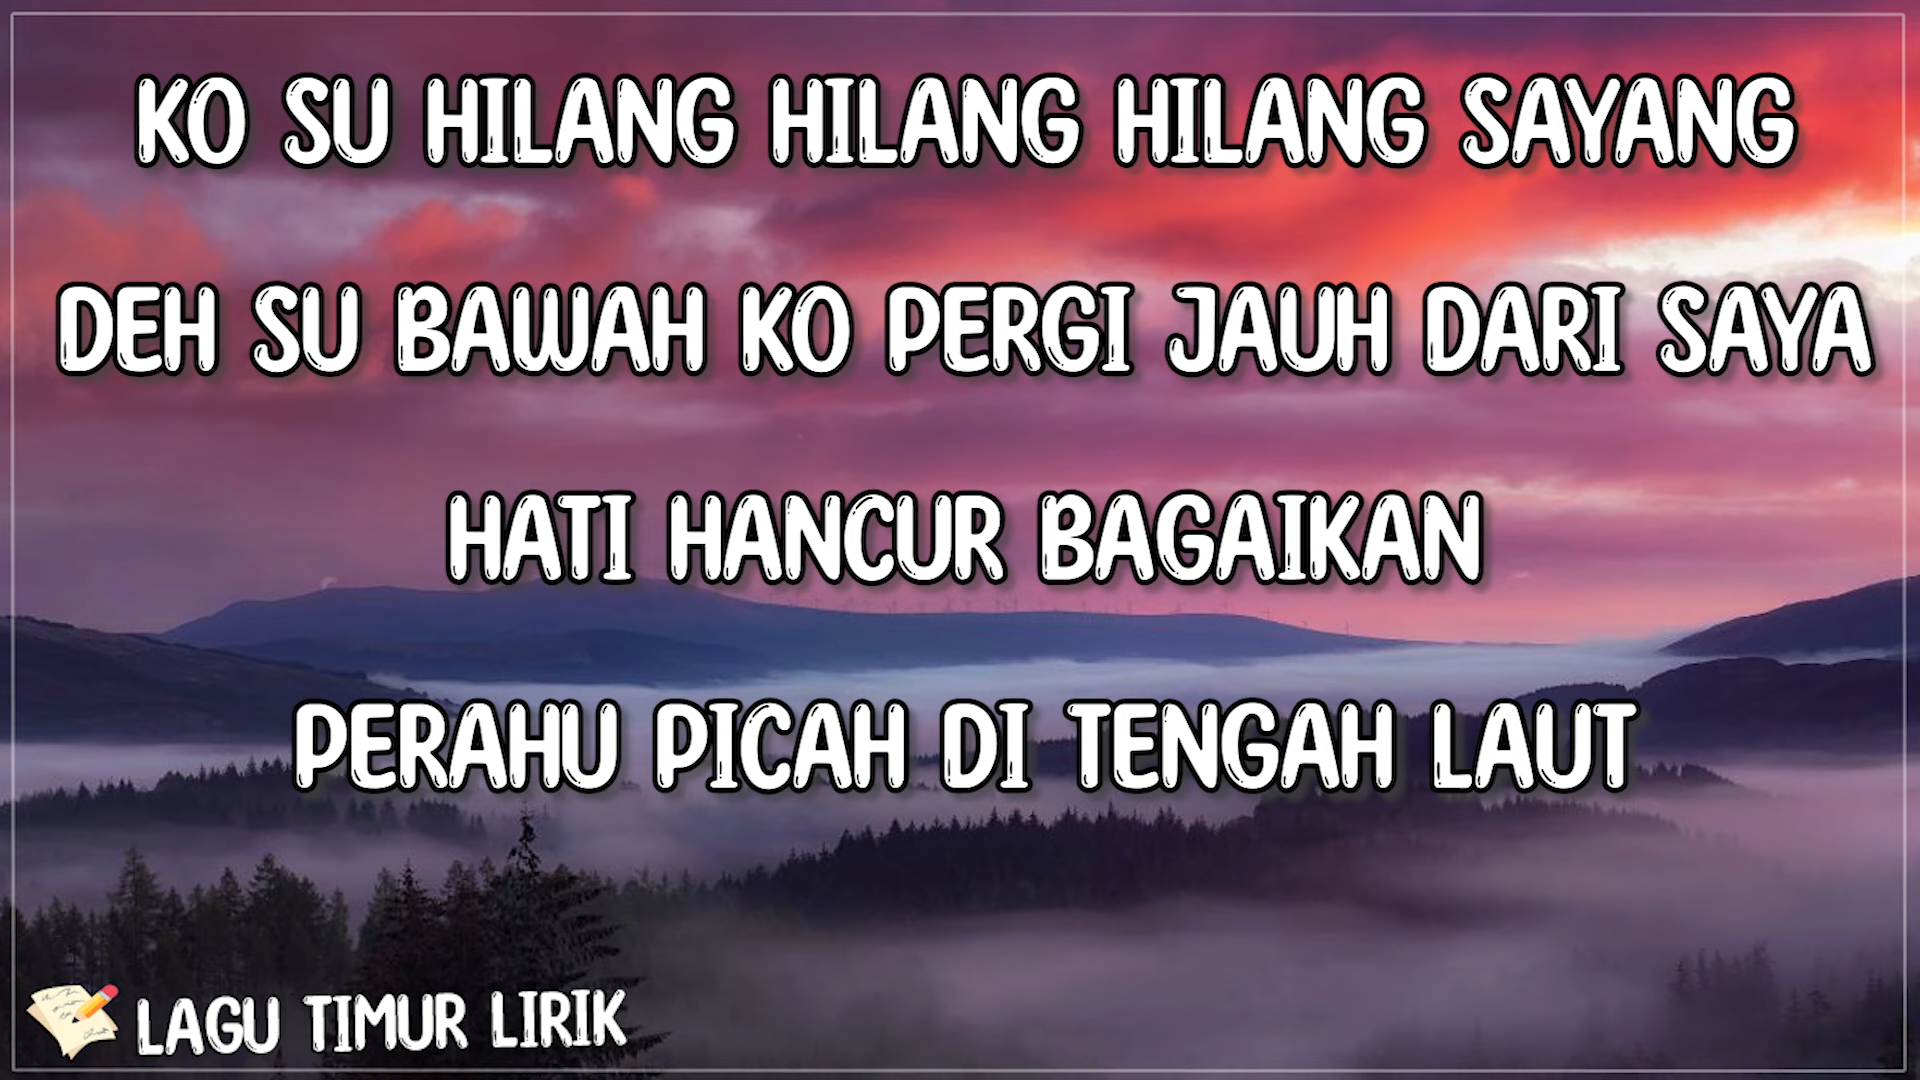 KO SU HILANG HILANG HILANG SAYANG
DEH SU BAWAH KO PERGI JAUH DARI SAYA
HATI HANCUR BAGAIKAN
PERAHU PICAH DI TENGAH LAUT
LAGU TIMUR LIRIK